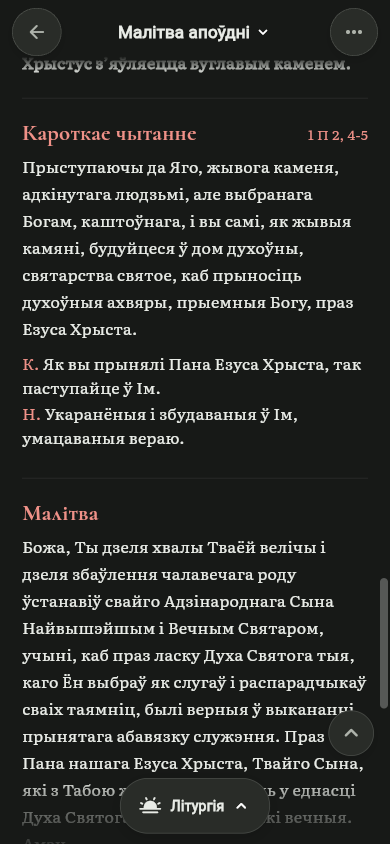 Малітва апоўдні
Хрыстус з'яўляецца вуглавым каменем.
Кароткае чытанне 1 П 2, 4-5
Прыступаючы да Яго, жывога каменя,
адкінутага людзьмі, але выбранага
Богам, каштоўнага, і вы самі, як жывыя
камяні, будуйцеся ў дом духоўны,
святарства святое, каб прыносіць
духоўныя ахвяры, прыемныя Богу, праз
Езуса Хрыста.
К. Як вы прынялі Пана Езуса Хрыста, так
паступайце ў Ім.
Н. Укаранёныя і збудаваныя ў Ім,
умацаваныя вераю.
Малітва
Божа, Ты дзеля хвалы Тваёй велічы і
дзеля збаўлення чалавечага роду
ўстанавіў свайго Адзінароднага Сына
Найвышэйшым і Вечным Святаром,
учыні, каб праз ласку Духа Святога тыя,
каго Ён выбраў як слугаў і распарадчыкаў
сваіх таямніц, былі верныя ў выкананні
прынятага абавязку служэння. Праз
Пана нашага Езуса Хрыста, Твайго Сына,
які з Табою у еднасці
Духа вечныя.
Літургія